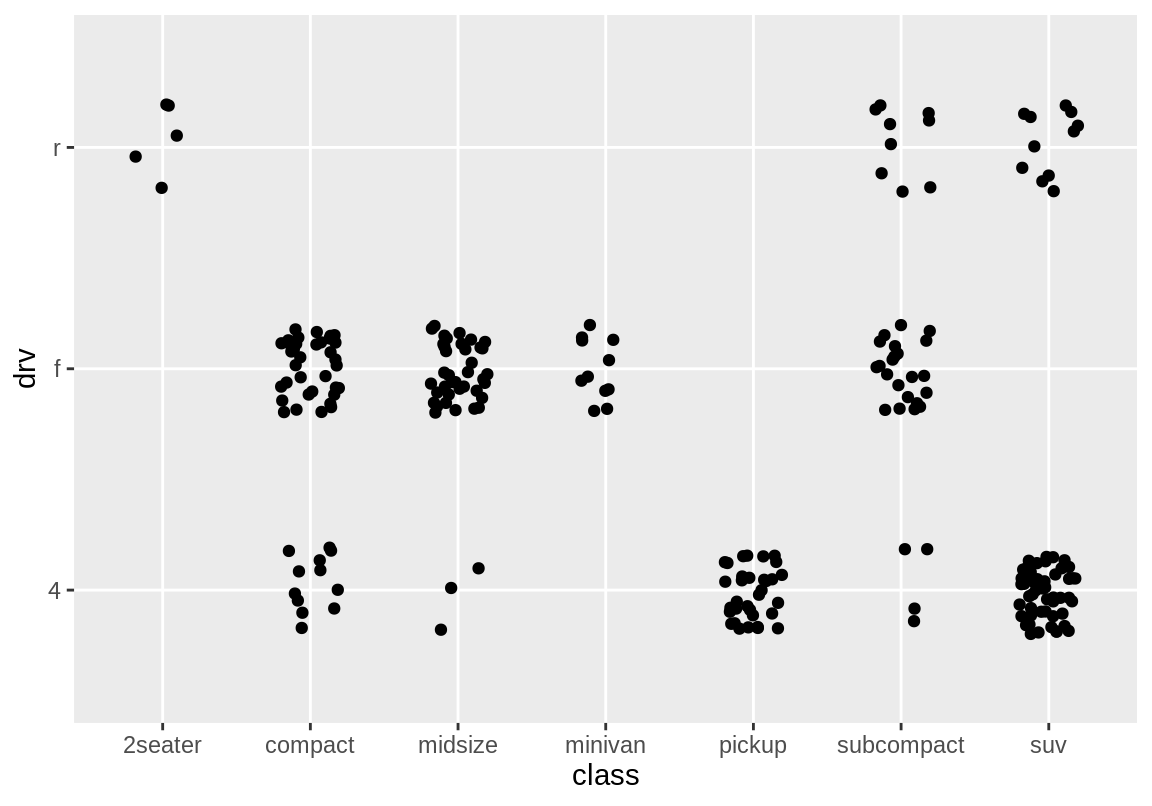 drv
r
f
4
2seater compact midsize minivan pickup subcompact suv
class